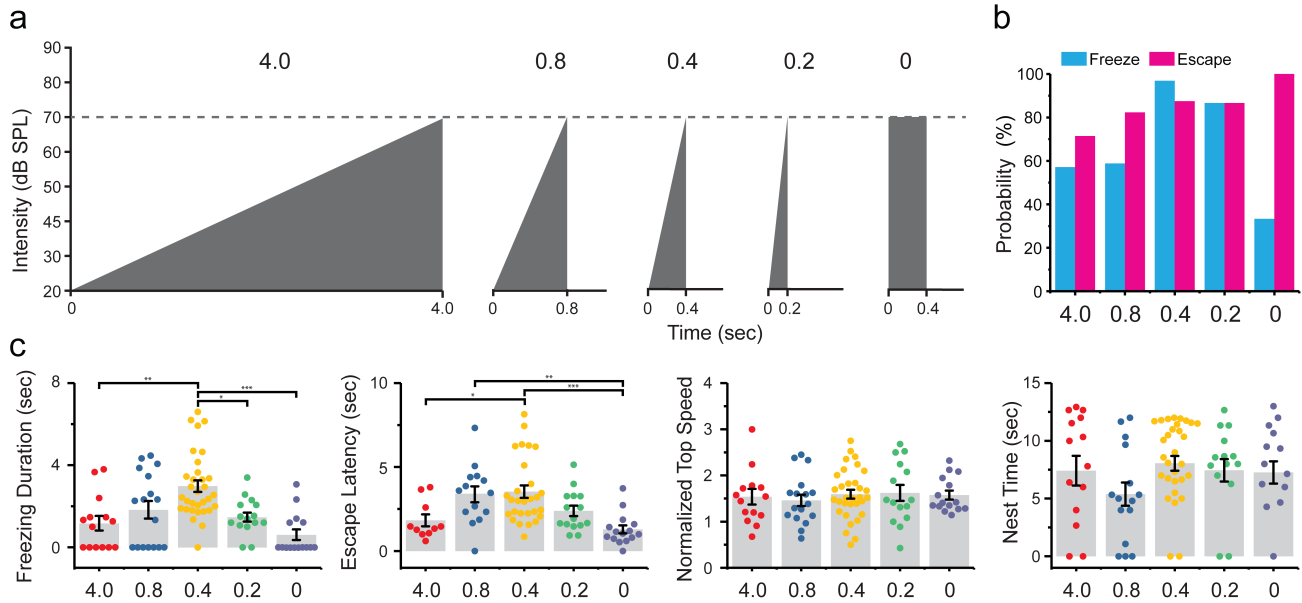 a
4.0 0.8 0.4 0.2 0
Intensity (dB SPL)
90
80
70
60
50
45
30
20
0 4.0 0 0.8 0 0.4 0 0.2 0 0.4
Time (sec)
b
Freeze Escape
Probability (%)
100
80
60
40
20
0
4.0 0.8 0.4 0.2 0
c
Freezing Duration (sec)
8
4
0
** *** *
4.0 0.8 0.4 0.2 0
Escape Latency (sec)
10
5
0
** *** *
4.0 0.8 0.4 0.2 0
Normalized Top Speed
4
3
2
1
0
4.0 0.8 0.4 0.2 0
Nest Time (sec)
15
10
5
0
4.0 0.8 0.4 0.2 0